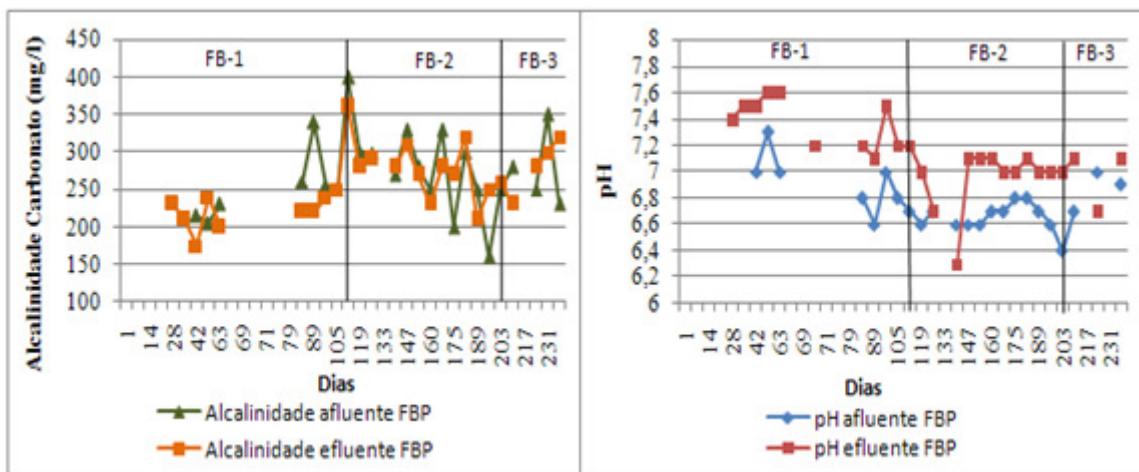 Alcalinidade Carbonato (mg/l)
450
400
350
300
250
200
150
100
FB-1
FB-2
FB-3
1 14 28 42 63 69 71 79 89 105 119 133 147 160 175 189 203 217 231
Dias
Alcalinidade afluente FBP
Alcalinidade efluente FBP
pH
8
7,8
7,6
7,4
7,2
7
6,8
6,6
6,4
6,2
6
FB-1
FB-2
FB-3
1 14 28 42 63 69 71 79 89 105 119 133 147 160 175 189 203 217 231
Dias
pH afluente FBP
pH efluente FBP